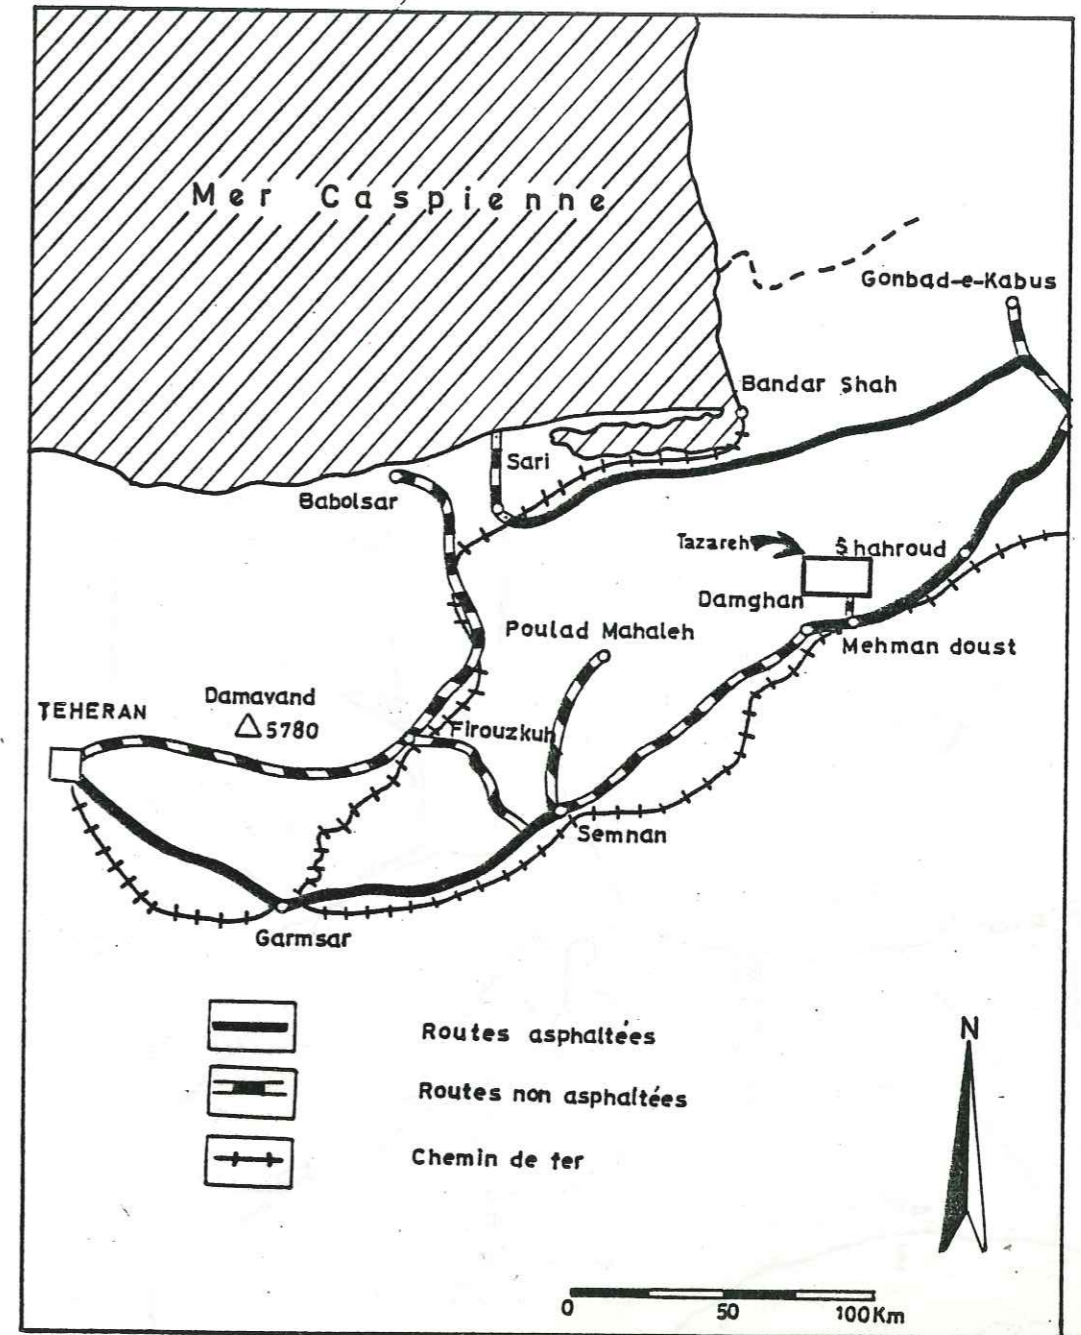 Mer Caspienne
Gonbad-e-Kabus
Bandar Shah
Sari
Babolsar
Tazareh
Shahroud
Damghan
Poulad Mahaleh
Mehman doust
Damavand
5780
TEHERAN
Firouzkuh
Semnan
Garmsar
Routes asphaltées
Routes non asphaltées
Chemin de fer
N
0 50 100Km